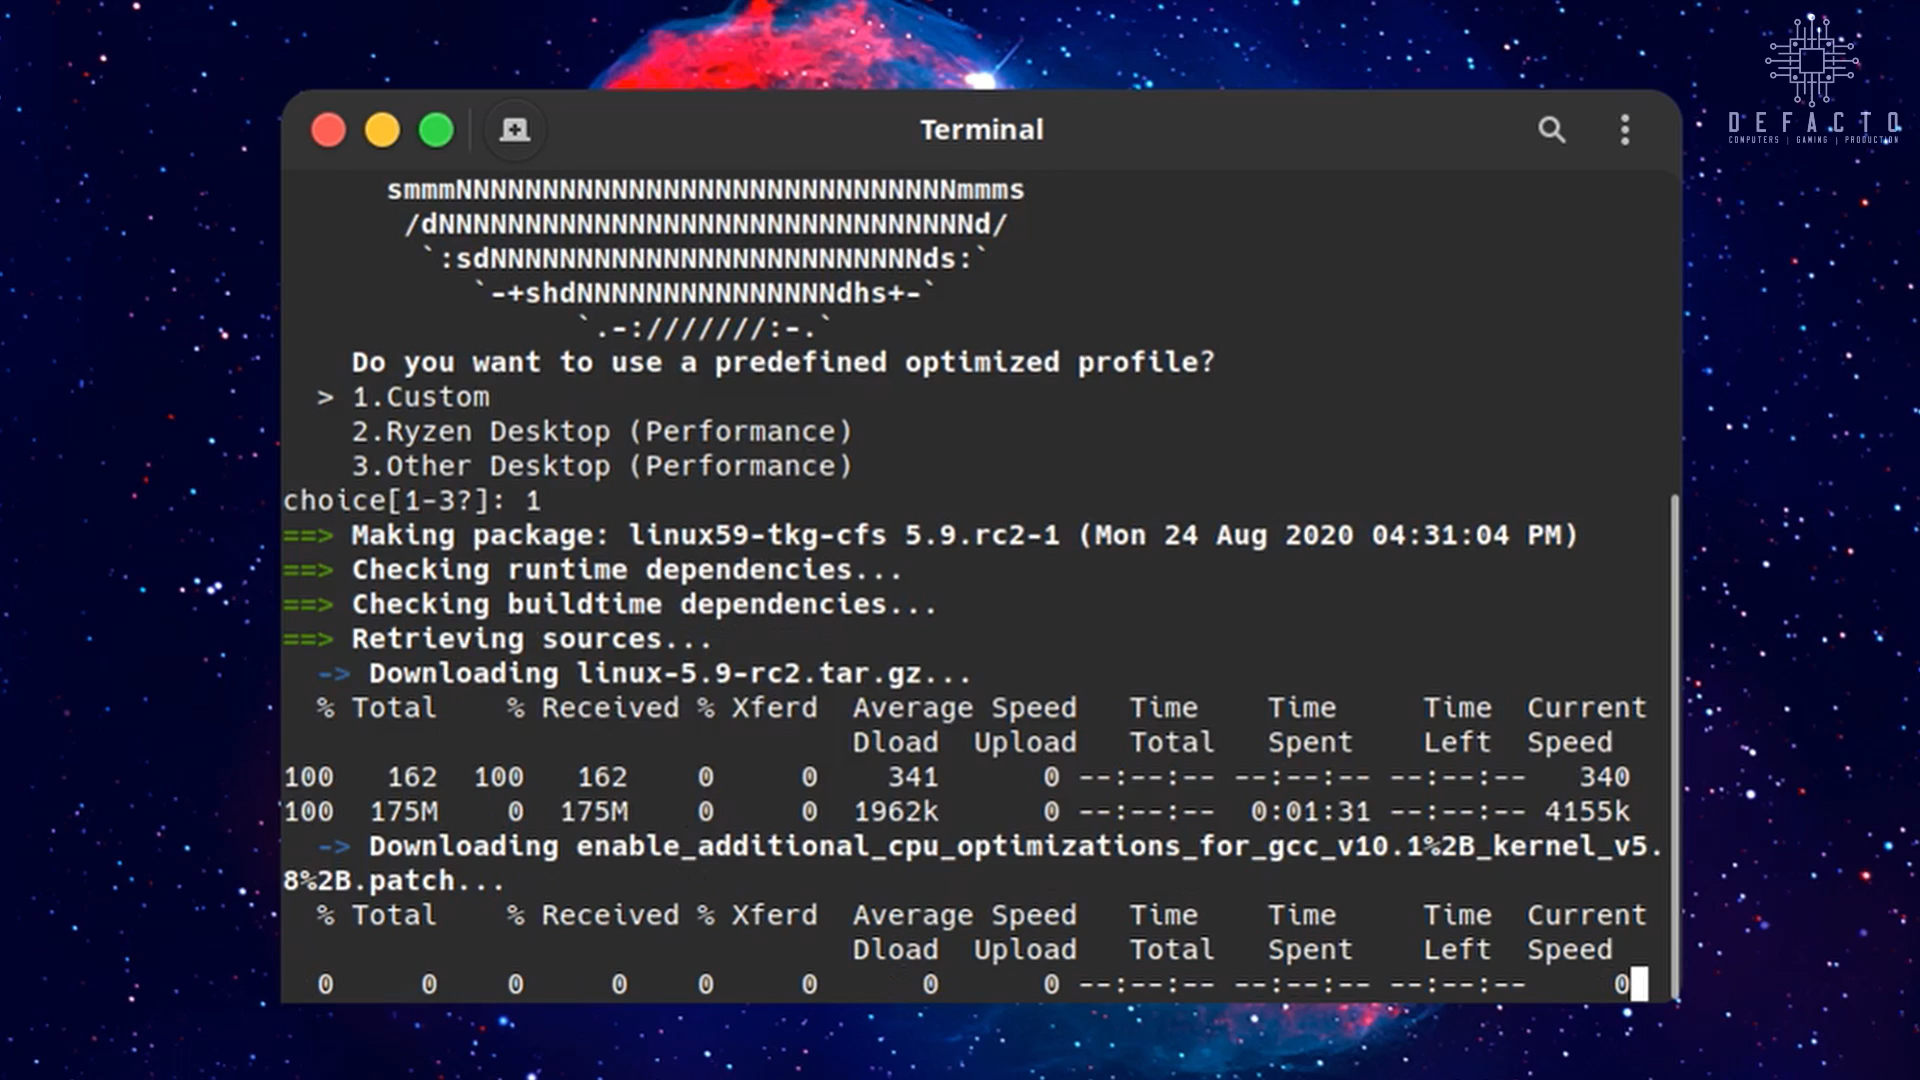 Terminal
DEFACTO
COMPUTERS | GAMING | PRODUCTION
smmmNNNNNNNNNNNNNNNNNNNNNNNNNNNNNmmms
/dNNNNNNNNNNNNNNNNNNNNNNNNNNNNNNNd/
`:sdNNNNNNNNNNNNNNNNNNNNNNNNNNds:`
`-+shdNNNNNNNNNNNNNNNdhs+-`
`.-:///////:-.`
Do you want to use a predefined optimized profile?
> 1.Custom
2.Ryzen Desktop (Performance)
3.Other Desktop (Performance)
choice[1-3?]: 1
==> Making package: linux59-tkg-cfs 5.9.rc2-1 (Mon 24 Aug 2020 04:31:04 PM)
==> Checking runtime dependencies...
==> Checking buildtime dependencies...
==> Retrieving sources...
-> Downloading linux-5.9-rc2.tar.gz...
% Total % Received % Xferd Average Speed Time Time Time Current
Dload Upload Total Spent Left Speed
100 162 100 162 0 0 341 0 --:--:-- --:--:-- --:--:-- 340
100 175M 0 175M 0 0 1962k 0 --:--:-- 0:01:31 --:--:-- 4155k
-> Downloading enable_additional_cpu_optimizations_for_gcc_v10.1%2B_kernel_v5.
8%2B.patch...
% Total % Received % Xferd Average Speed Time Time Time Current
Dload Upload Total Spent Left Speed
0 0 0 0 0 0 0 0 --:--:-- --:--:-- --:--:-- 0